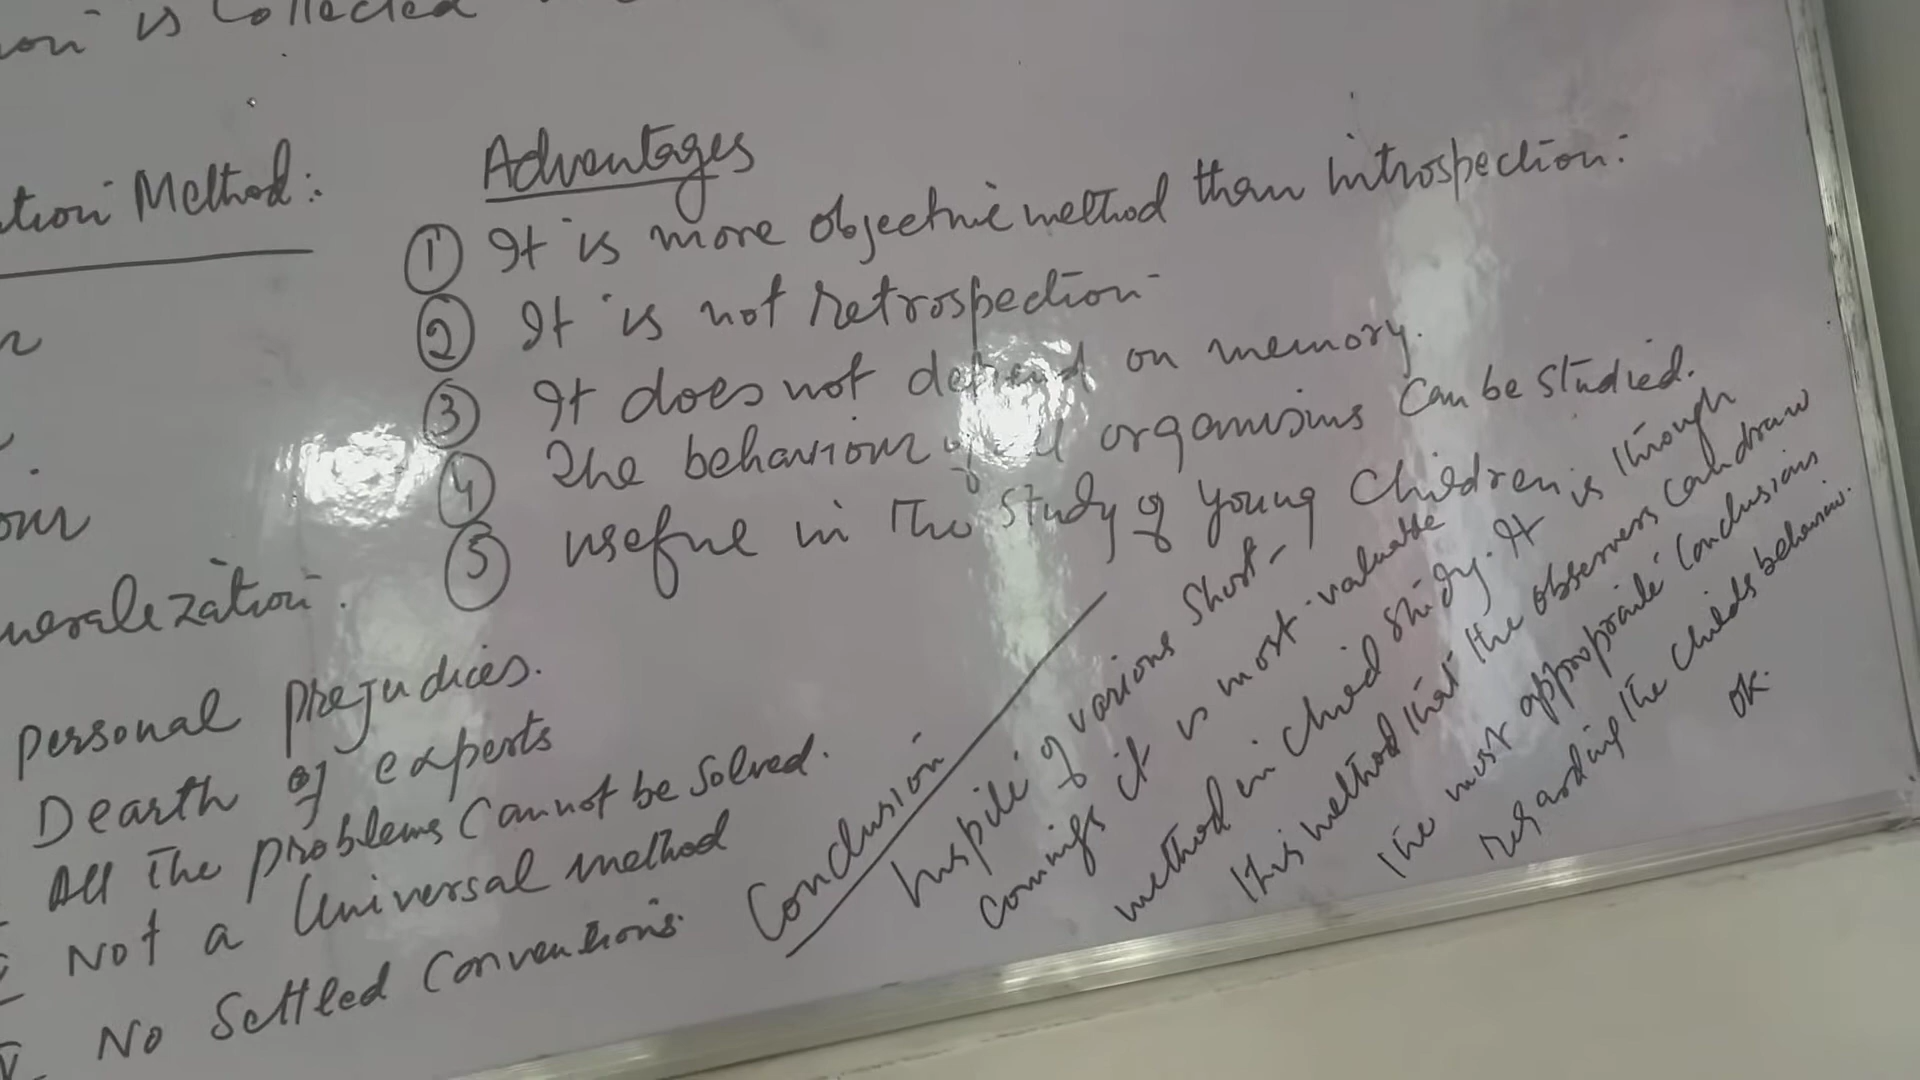 is collected
Method:
Advantages
① It is more objective method than introspection.
② It is not retrospection
③ It does not depend on memory.
④ The behaviour of all organisms can be studied.
⑤ useful in the study of young children
Personal prejudices.
Dearth of experts
All the problems cannot be solved.
Not a Universal method
No Settled Conventions.
Conclusion
Inspite of various short-
comings it is most valuable
method in child study. It is through
this method that the observers can draw
the most appropriate conclusions
regarding the childs behaviour.
ok.